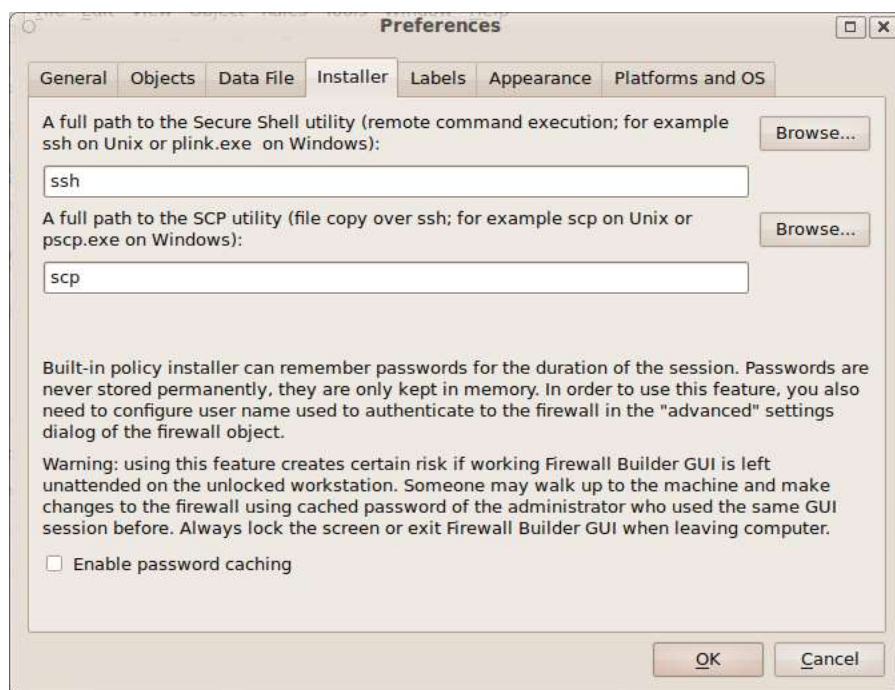 Preferences
General Objects Data File Installer Labels Appearance Platforms and OS
A full path to the Secure Shell utility (remote command execution; for example
ssh on Unix or plink.exe on Windows):
Browse...
ssh
A full path to the SCP utility (file copy over ssh; for example scp on Unix or
pscp.exe on Windows):
Browse...
scp
Built-in policy installer can remember passwords for the duration of the session. Passwords are
never stored permanently, they are only kept in memory. In order to use this feature, you also
need to configure user name used to authenticate to the firewall in the "advanced" settings
dialog of the firewall object.
Warning: using this feature creates certain risk if working Firewall Builder GUI is left
unattended on the unlocked workstation. Someone may walk up to the machine and make
changes to the firewall using cached password of the administrator who used the same GUI
session before. Always lock the screen or exit Firewall Builder GUI when leaving computer.
Enable password caching
OK Cancel